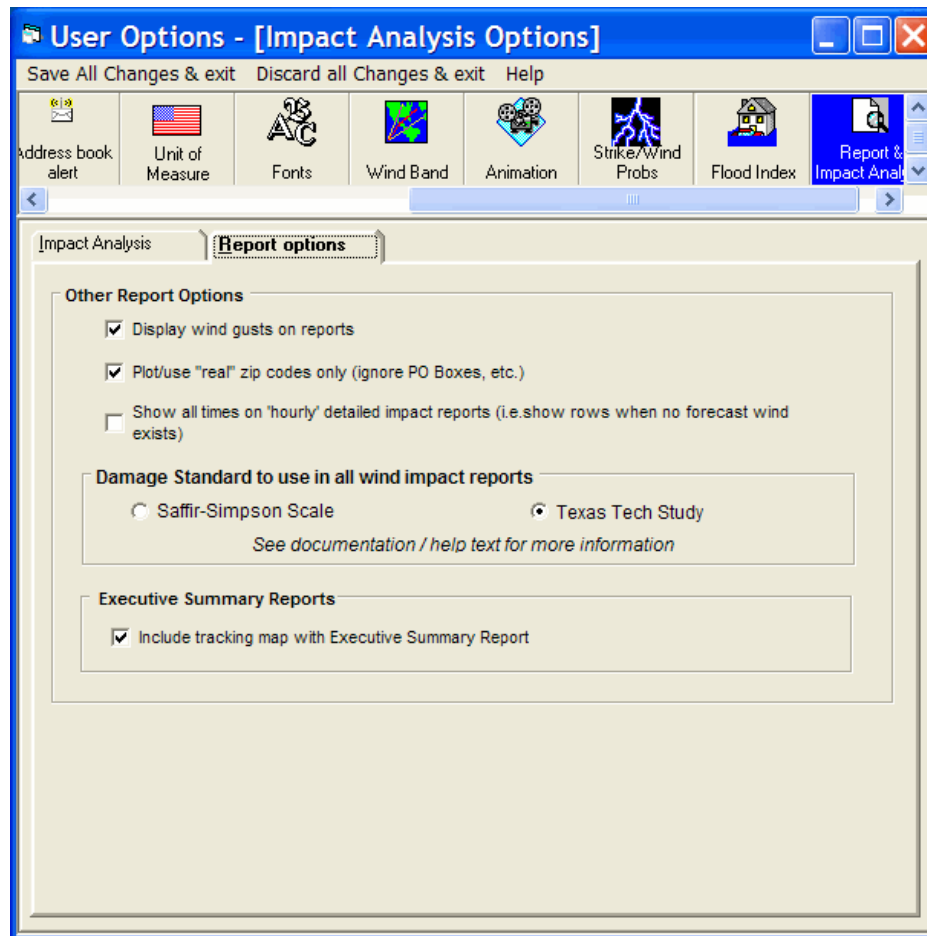 User Options - [Impact Analysis Options]
Save All Changes & exit Discard all Changes & exit Help
ddress book
alert
Unit of
Measure
Fonts
Wind Band
Animation
Strike/Wind
Probs
Flood Index
Report &
Impact Anal
Impact Analysis
Report options
Other Report Options
Display wind gusts on reports
Plot/use "real" zip codes only (ignore PO Boxes, etc.)
Show all times on 'hourly' detailed impact reports (i.e.show rows when no forecast wind
exists)
Damage Standard to use in all wind impact reports
Saffir-Simpson Scale
Texas Tech Study
See documentation / help text for more information
Executive Summary Reports
Include tracking map with Executive Summary Report